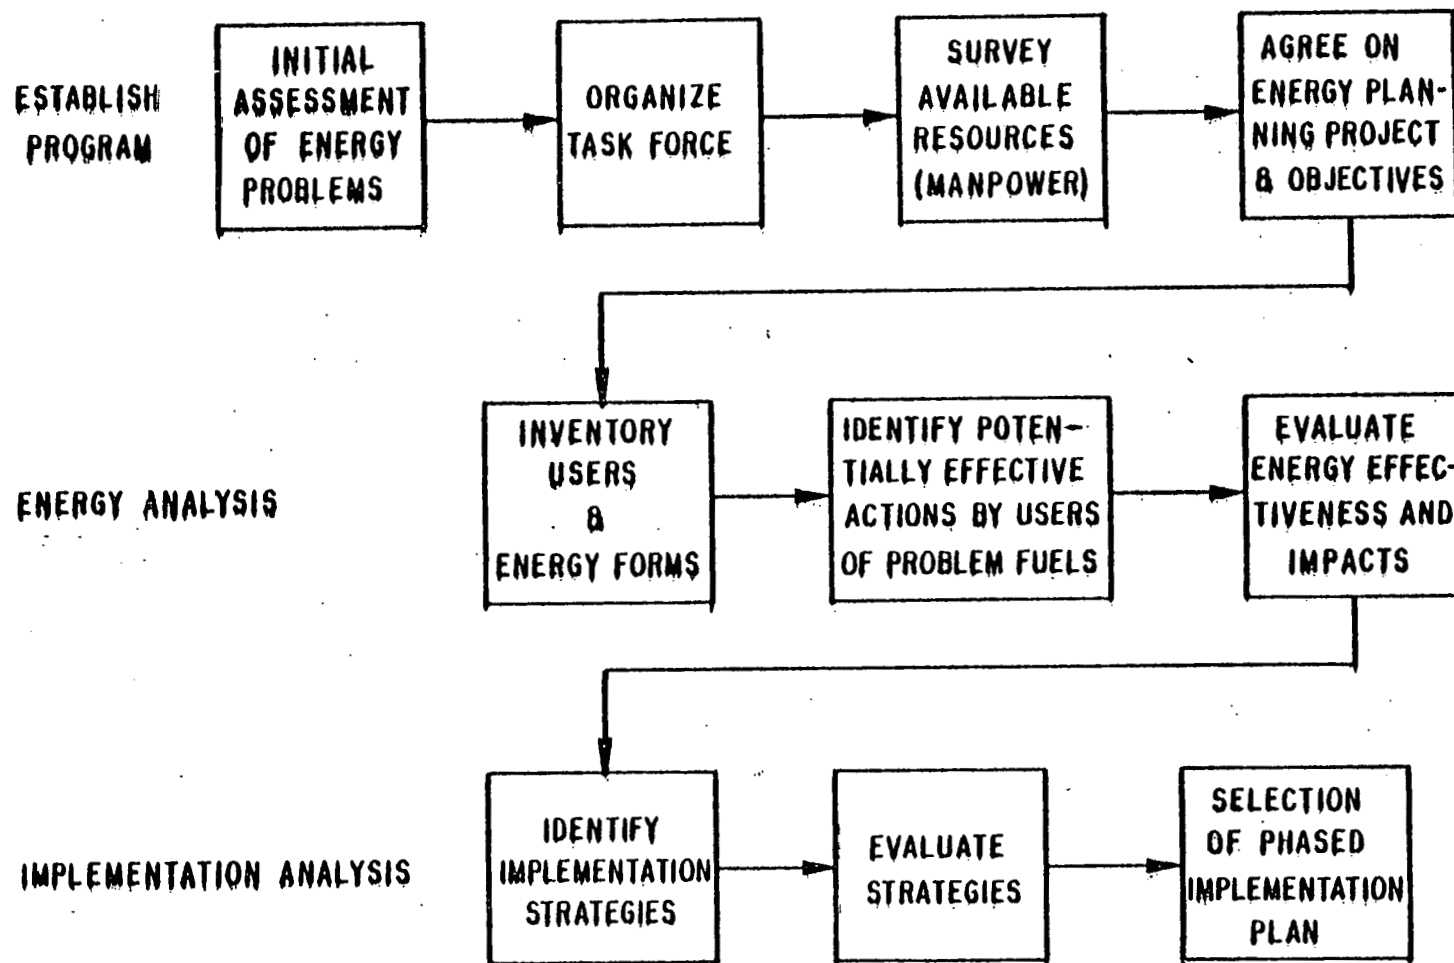 ESTABLISH
PROGRAM
INITIAL
ASSESSMENT
OF ENERGY
PROBLEMS
ORGANIZE
TASK FORCE
SURVEY
AVAILABLE
RESOURCES
(MANPOWER)
AGREE ON
ENERGY PLAN-
NING PROJECT
& OBJECTIVES
ENERGY ANALYSIS
INVENTORY
USERS
&
ENERGY FORMS
IDENTIFY POTEN-
TIALLY EFFECTIVE
ACTIONS BY USERS
OF PROBLEM FUELS
EVALUATE
ENERGY EFFEC-
TIVENESS AND
IMPACTS
IMPLEMENTATION ANALYSIS
IDENTIFY
IMPLEMENTATION
STRATEGIES
EVALUATE
STRATEGIES
SELECTION
OF PHASED
IMPLEMENTATION
PLAN